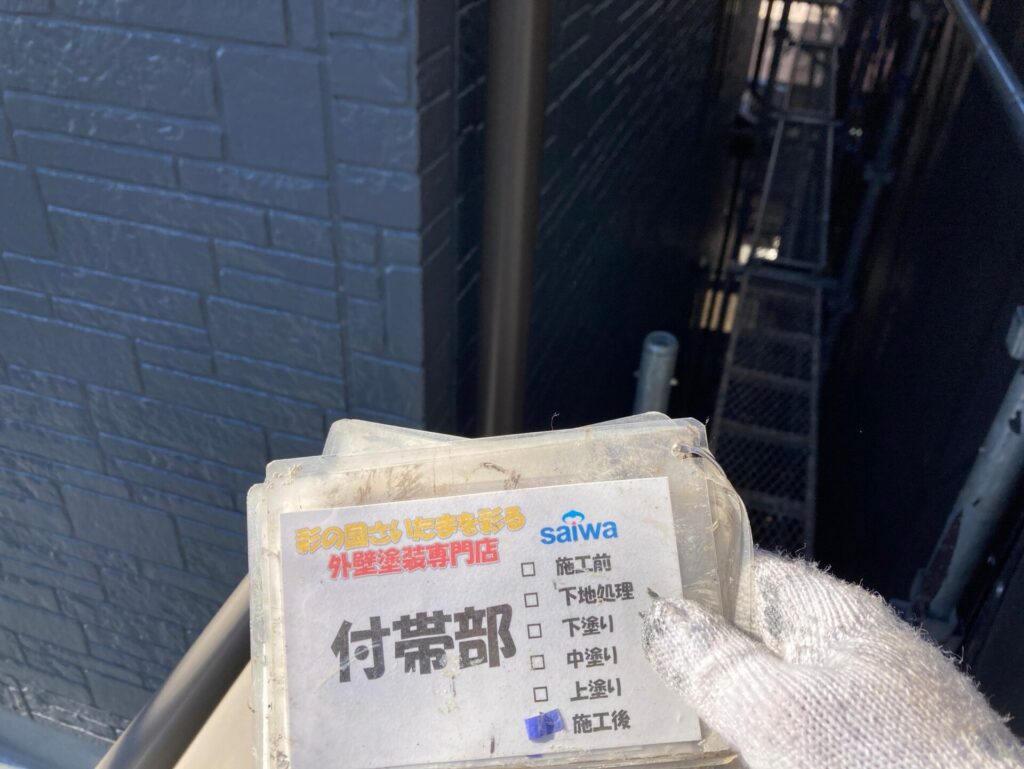 彩の国さいたまを彩る
外壁塗装専門店
saiwa
付帯部
施工前
下地処理
下塗り
中塗り
上塗り
施工後